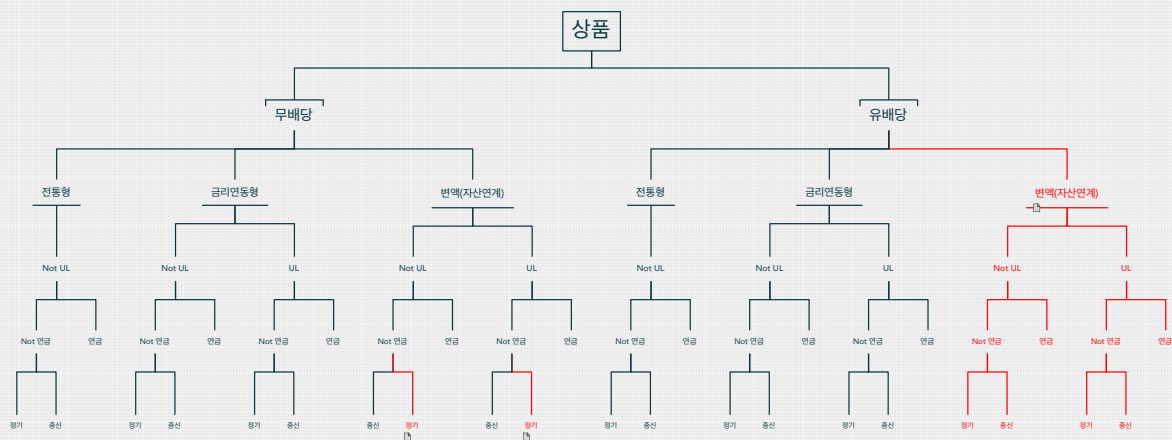 상품
무배당
유배당
전통형
금리연동형
변액(자산연계)
전통형
금리연동형
변액(자산연계)
Not UL
Not UL
UL
Not UL
UL
Not UL
Not UL
UL
Not UL
UL
Not 연금
연금
Not 연금
연금
Not 연금
연금
Not 연금
연금
Not 연금
연금
Not 연금
연금
Not 연금
연금
Not 연금
연금
Not 연금
연금
Not 연금
연금
정기
종신
정기
종신
정기
종신
종신
정기
종신
정기
정기
종신
정기
종신
정기
종신
정기
종신
정기
종신